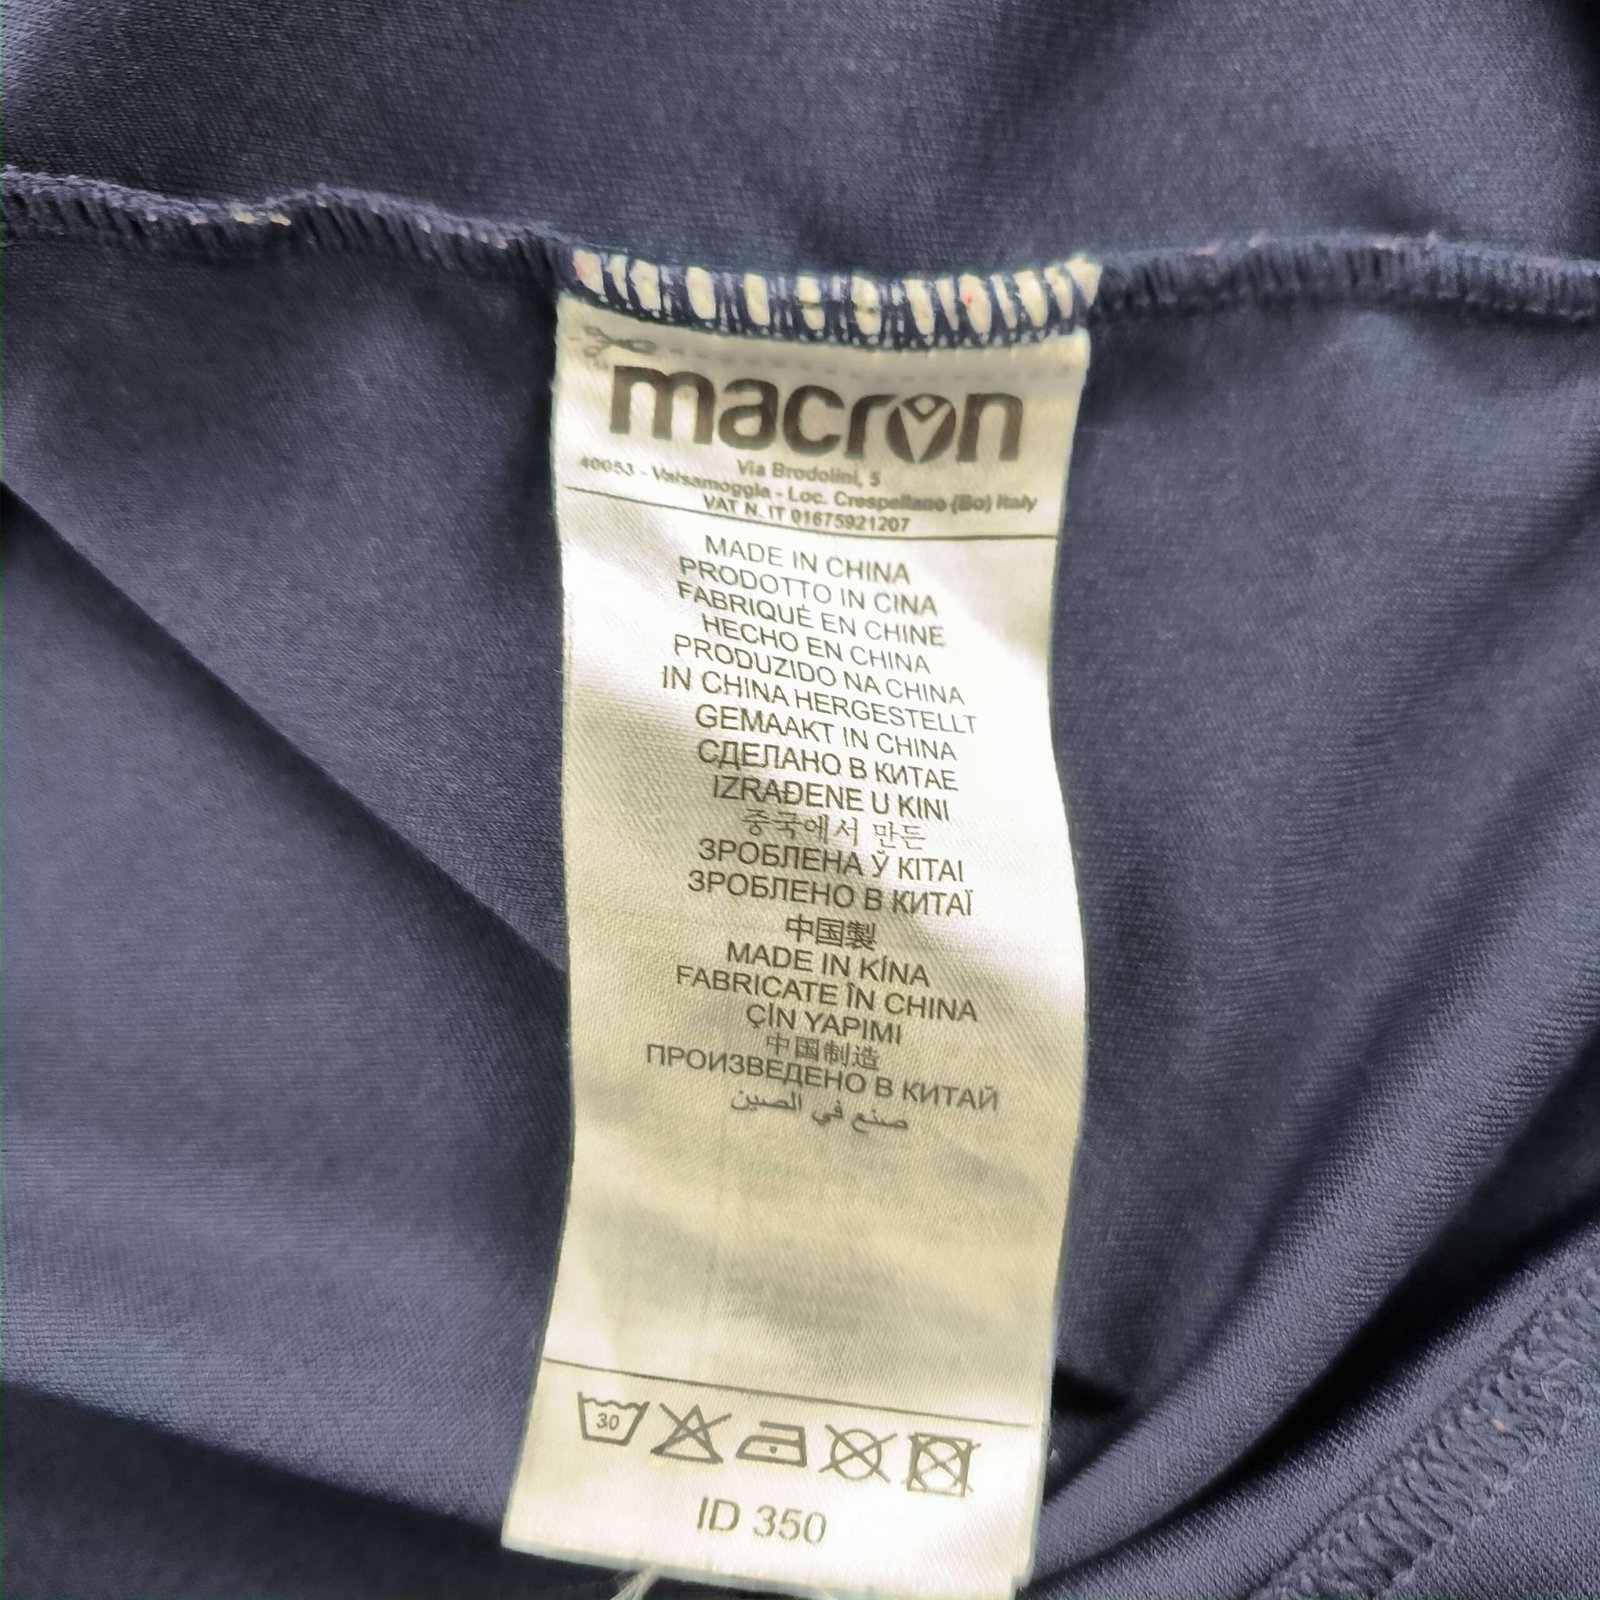 macron
Via Brodolini, 5
40053 - Valsamoggia - Loc. Crespellano (Bo) Italy
VAT N. IT 01675921207
MADE IN CHINA
PRODOTTO IN CINA
FABRIQUÉ EN CHINE
HECHO EN CHINA
PRODUZIDO NA CHINA
IN CHINA HERGESTELLT
GEMAAKT IN CHINA
СДЕЛАНО В КИТАЕ
IZRAĐENE U KINI
중국에서 만든
ЗРОБЛЕНА Ў КІТАІ
ЗРОБЛЕНО В КИТАЇ
中国製
MADE IN KÍNA
FABRICATE ÎN CHINA
ÇİN YAPIMI
中国制造
ПРОИЗВЕДЕНО В КИТАЙ
صنع في الصين
30
ID 350